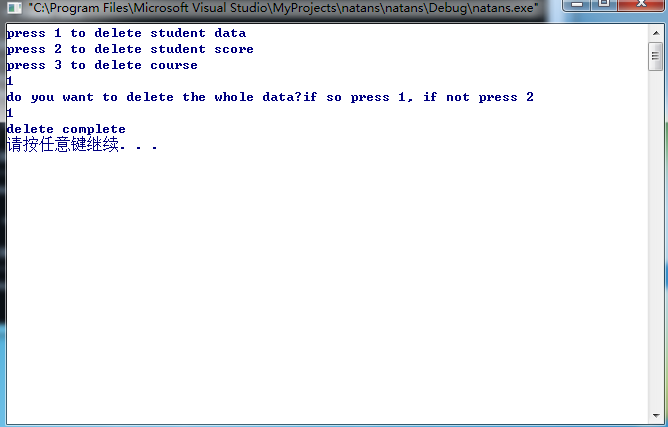 "C:\Program Files\Microsoft Visual Studio\MyProjects\natans\natans\Debug\natans.exe"
press 1 to delete student data
press 2 to delete student score
press 3 to delete course
1
do you want to delete the whole data?if so press 1, if not press 2
1
delete complete
请按任意键继续. . .